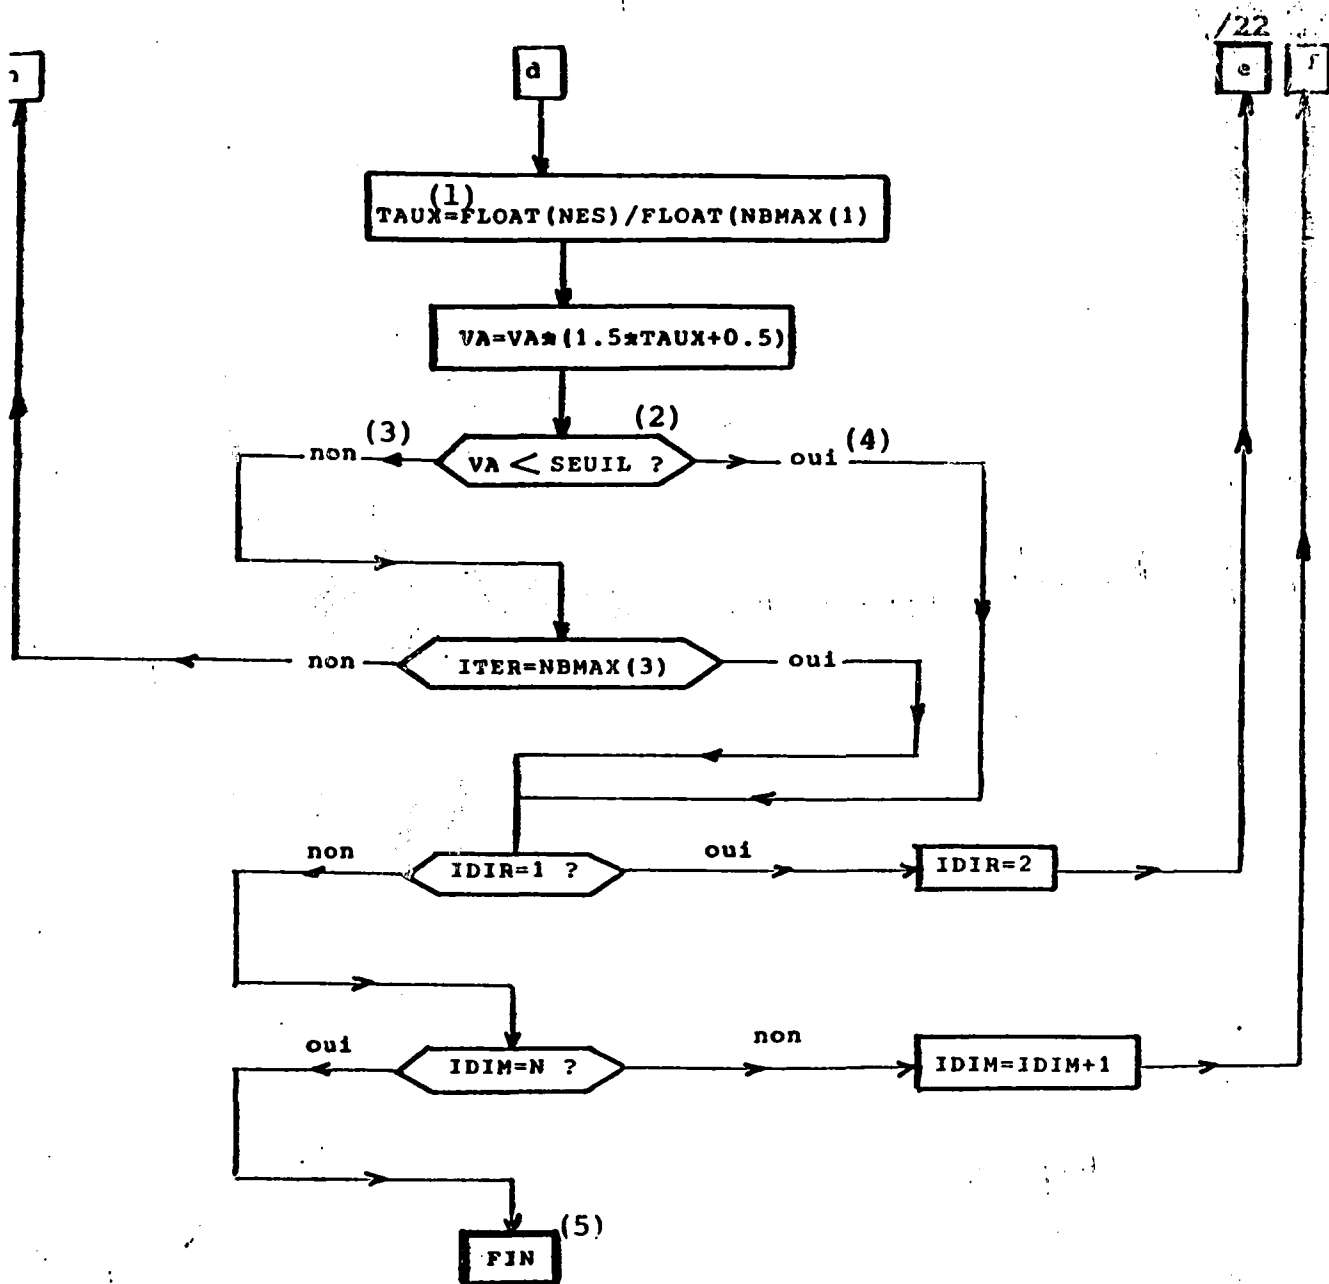 /22
d
e
f
(1)
TAUX=FLOAT(NES)/FLOAT(NBMAX(1)
VA=VA*(1.5*TAUX+0.5)
(2)
(3)
(4)
non
VA < SEUIL ?
oui
non
ITER=NBMAX(3)
oui
non
IDIR=1 ?
oui
IDIR=2
oui
IDIM=N ?
non
IDIM=IDIM+1
(5)
FIN